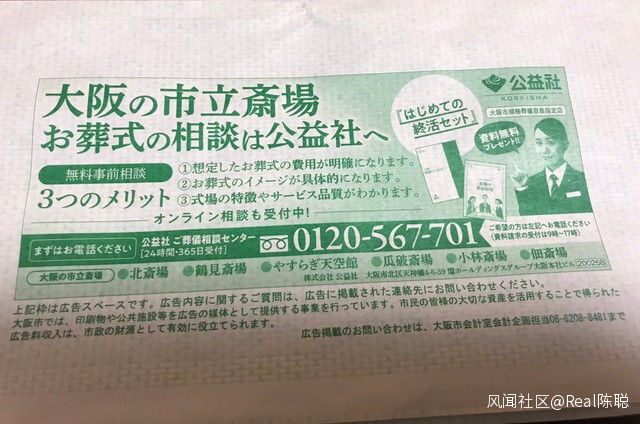 大阪の市立斎場
お葬式の相談は公益社へ
『はじめての
終活セット』
公益社
KOEKISHA
大阪市規格葬儀取扱指定店
資料無料
プレゼント!!
無料事前相談
3つのメリット
①想定したお葬式の費用が明確になります。
②お葬式のイメージが具体的になります。
③式場の特徴やサービス品質がわかります。
オンライン相談も受付中!
まずはお電話ください
公益社 ご葬儀相談センター
[24時間・365日受付]
0120-567-701
ご希望の方は左記へお電話ください
(資料請求の受付は9時～17時)
大阪の市立斎場
●北斎場 ●鶴見斎場 ●やすらぎ天空館 ●瓜破斎場 ●小林斎場 ●佃斎場
株式会社 公益社 大阪市北区天神橋4-6-39 燦ホールディングスグループ大阪本社ビル
200268
上記枠は広告スペースです。広告内容に関するご質問は、広告に掲載された連絡先にお問い合わせください。
大阪市では、印刷物や公共施設等を広告の媒体として提供する事業を行っています。市民の皆様の大切な資産を活用することで得られた
広告料収入は、市政の財源として有効に役立てられます。
広告掲載のお問い合わせは、大阪市会計室会計企画担当06-6208-8481まで
风闻社区@Real陈聪